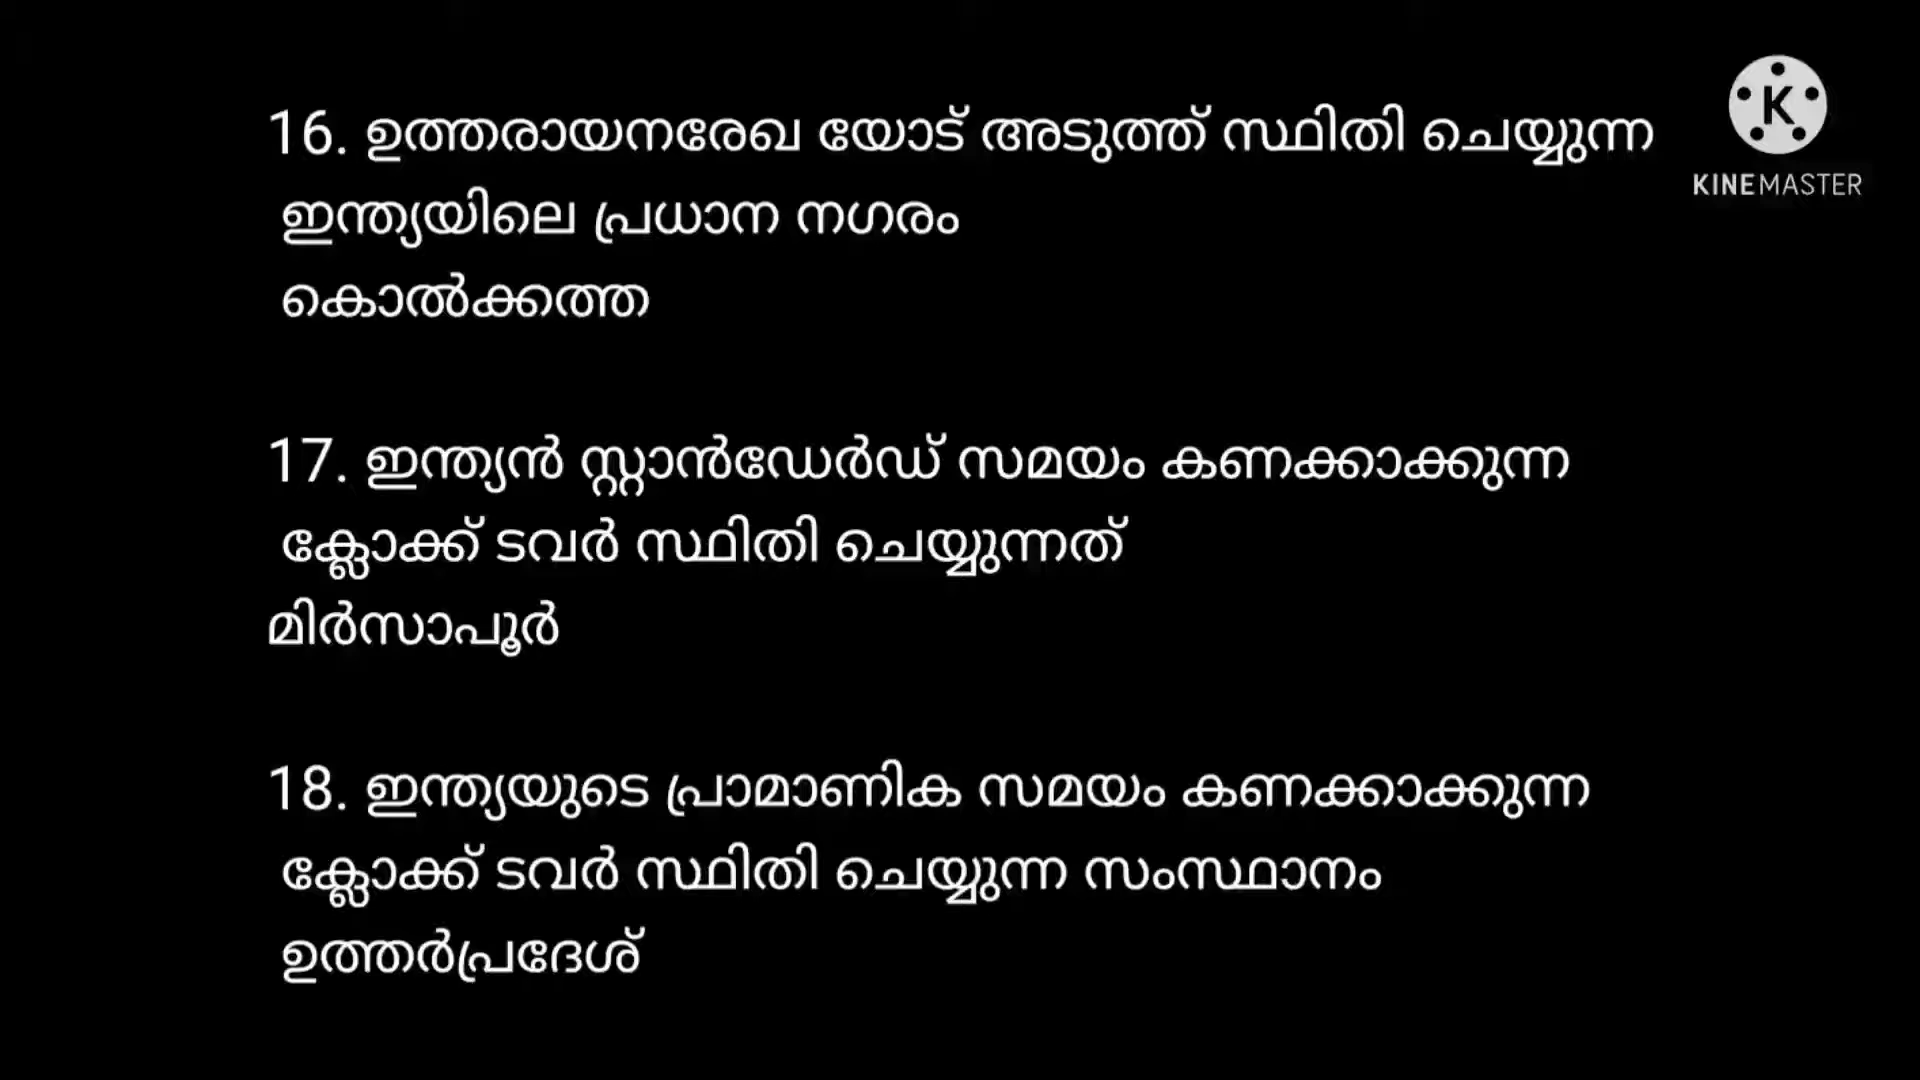 16. ഉത്തരായനരേഖ യോട് അടുത്ത് സ്ഥിതി ചെയ്യുന്ന
ഇന്ത്യയിലെ പ്രധാന നഗരം
കൊൽക്കത്ത
17. ഇന്ത്യൻ സ്റ്റാൻഡേർഡ് സമയം കണക്കാക്കുന്ന
ക്ലോക്ക് ടവർ സ്ഥിതി ചെയ്യുന്നത്
മിർസാപൂർ
18. ഇന്ത്യയുടെ പ്രാമാണിക സമയം കണക്കാക്കുന്ന
ക്ലോക്ക് ടവർ സ്ഥിതി ചെയ്യുന്ന സംസ്ഥാനം
ഉത്തർപ്രദേശ്
K
KINEMASTER